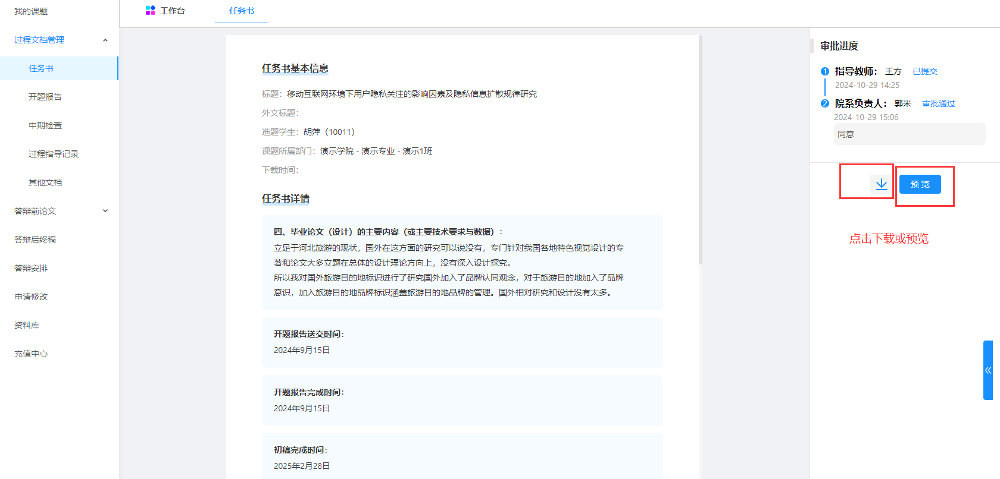 我的课题
过程文档管理
任务书
开题报告
中期检查
过程指导记录
其他文档
答辩前论文
答辩后终稿
答辩安排
申请修改
资料库
充值中心
工作台
任务书
任务书基本信息
标题：移动互联网环境下用户隐私关注的影响因素及隐私信息扩散规律研究
外文标题：
选题学生：胡萍（10011）
课题所属部门：演示学院 - 演示专业 - 演示1班
下载时间：
任务书详情
四、毕业论文（设计）的主要内容（或主要技术要求与数据）:
立足于河北旅游的现状，国外在这方面的研究可以说没有，专门针对我国各地特色视觉设计的专
著和论文大多立题在总体的设计理论方向上，没有深入设计探究。
所以我对国外旅游目的地标识进行了研究国外加入了品牌认同观念，对于旅游目的地加入了品牌
意识，加入旅游目的地品牌标识涵盖旅游目的地品牌的管理。国外相对研究和设计没有太多。
开题报告送交时间:
2024年9月15日
开题报告完成时间:
2024年9月15日
初稿完成时间:
2025年2月28日
审批进度
1 指导教师： 王方 已提交
2024-10-29 14:25
2 院系负责人： 郭米 审批通过
2024-10-29 15:06
同意
预 览
点击下载或预览